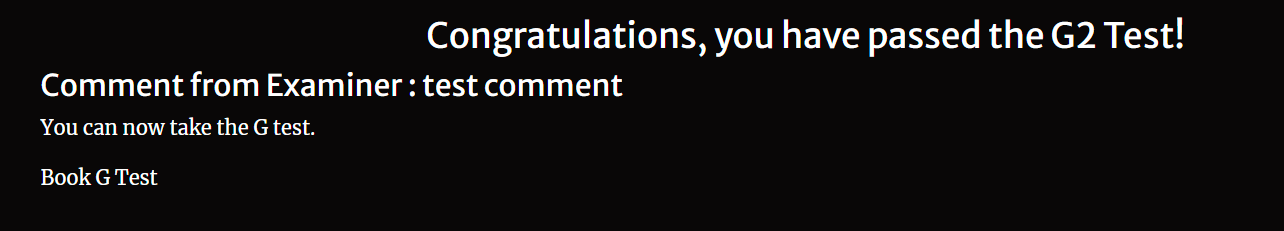 Congratulations, you have passed the G2 Test!
Comment from Examiner : test comment
You can now take the G test.
Book G Test